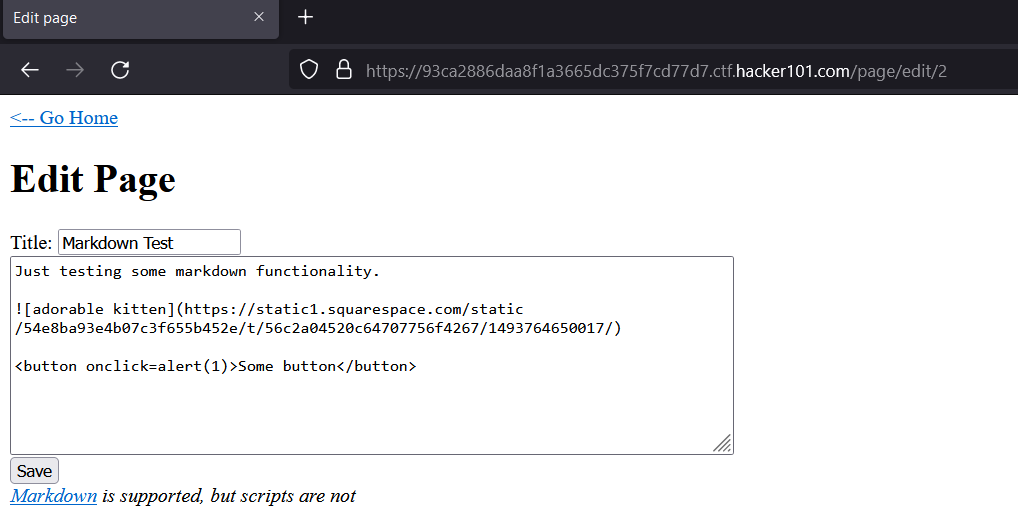 Edit page
https://93ca2886daa8f1a3665dc375f7cd77d7.ctf.hacker101.com/page/edit/2
<-- Go Home
Edit Page
Title: Markdown Test
Just testing some markdown functionality.
![adorable kitten](https://static1.squarespace.com/static
/54e8ba93e4b07c3f655b452e/t/56c2a04520c64707756f4267/1493764650017/)
<button onclick=alert(1)>Some button</button>
Save
Markdown is supported, but scripts are not